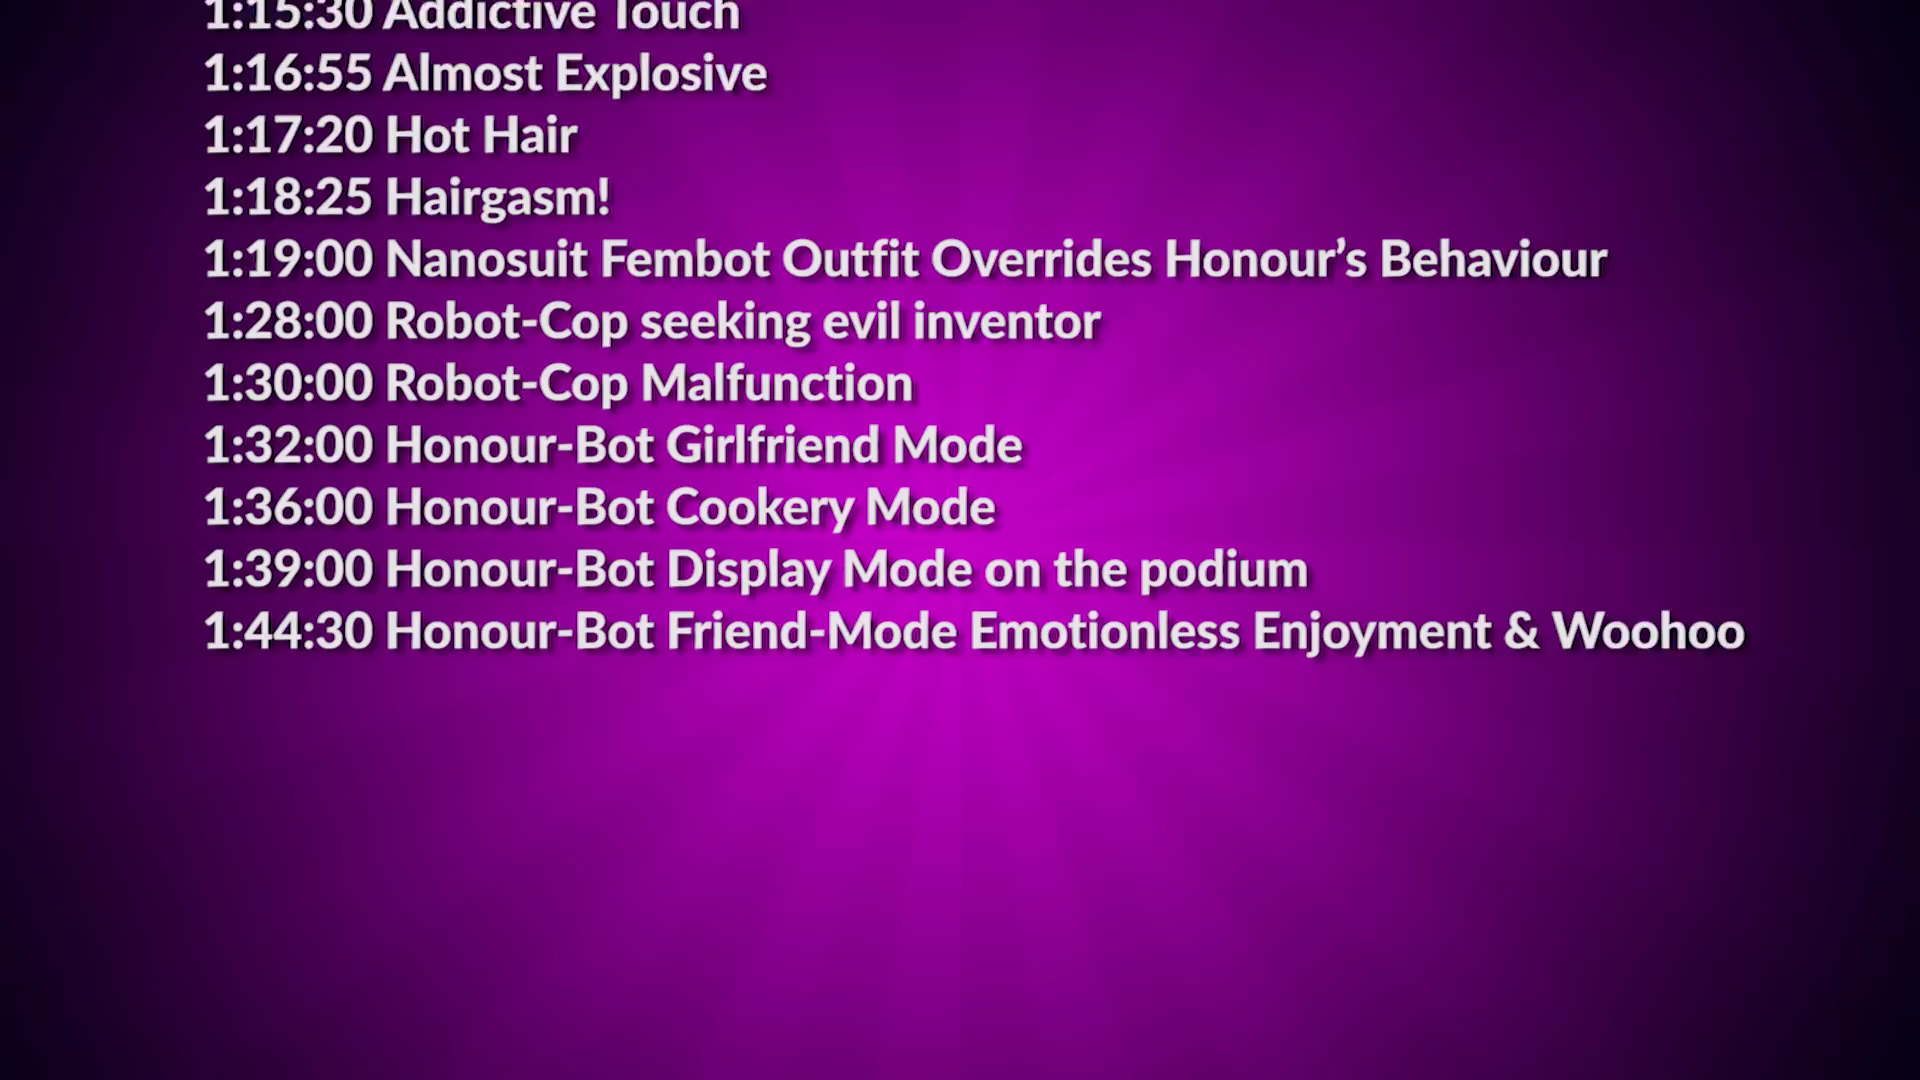 1:15:30 Addictive Touch
1:16:55 Almost Explosive
1:17:20 Hot Hair
1:18:25 Hairgasm!
1:19:00 Nanosuit Fembot Outfit Overrides Honour’s Behaviour
1:28:00 Robot-Cop seeking evil inventor
1:30:00 Robot-Cop Malfunction
1:32:00 Honour-Bot Girlfriend Mode
1:36:00 Honour-Bot Cookery Mode
1:39:00 Honour-Bot Display Mode on the podium
1:44:30 Honour-Bot Friend-Mode Emotionless Enjoyment & Woohoo